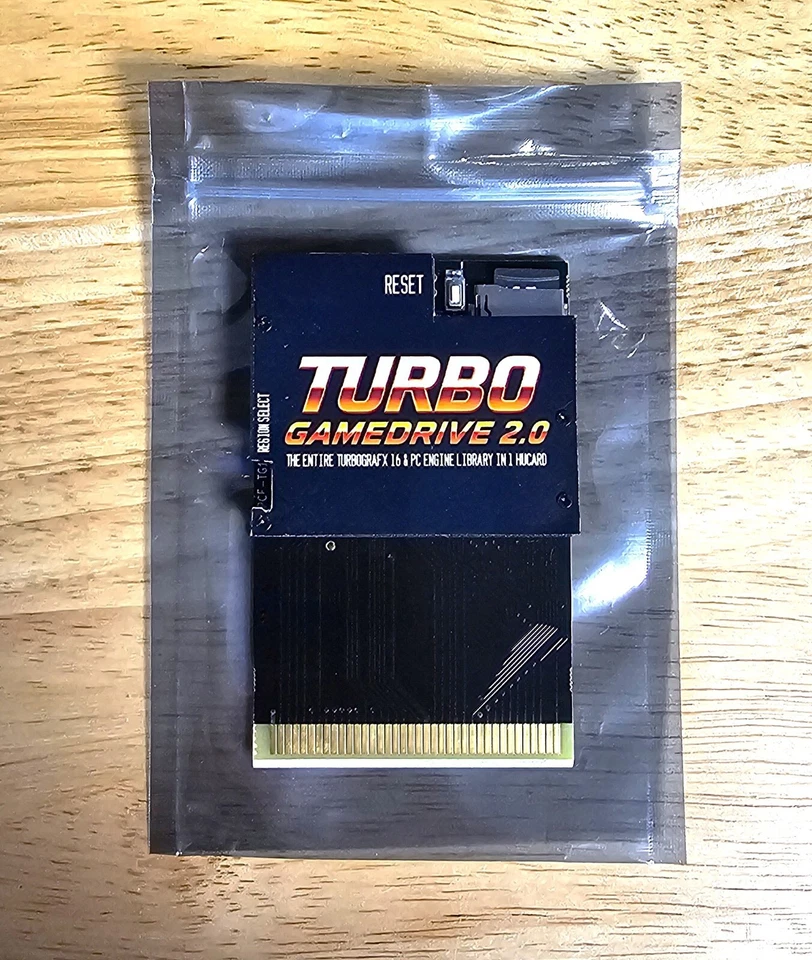 RESET
TURBO
GAMEDRIVE 2.0
THE ENTIRE TURBOGRAFX 16 & PC ENGINE LIBRARY IN 1 HUCARD
REGION SELECT